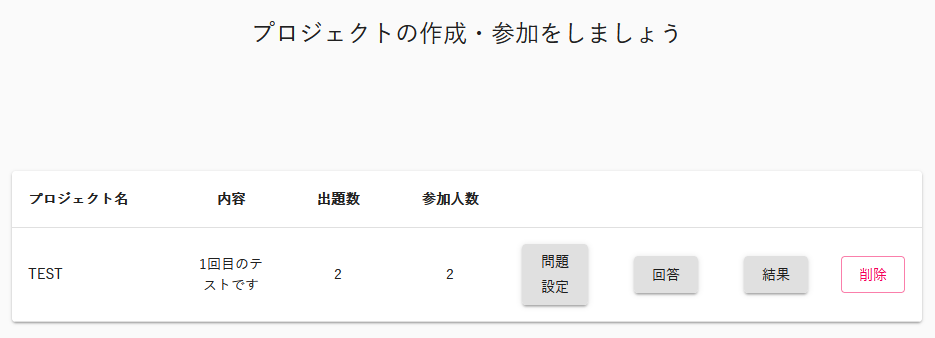 プロジェクトの作成・参加をしましょう
プロジェクト名 内容 出題数 参加人数
TEST 1回目のテ
ストです 2 2 問題
設定 回答 結果 削除